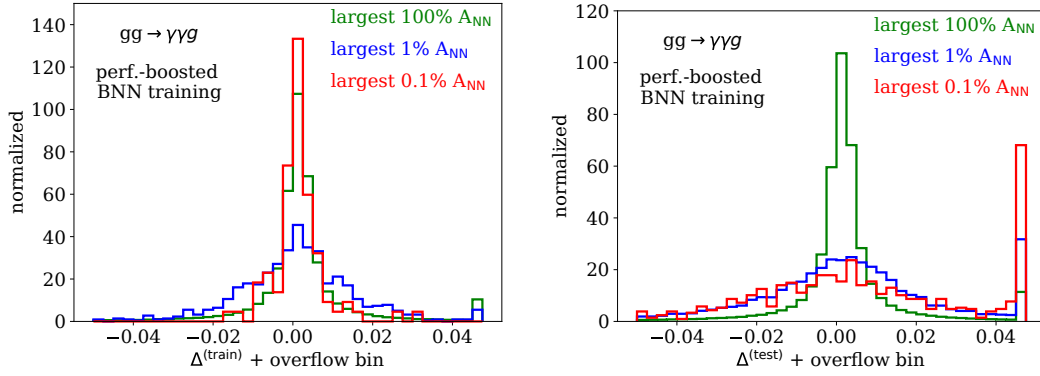 gg → γγg
perf.-boosted
BNN training
largest 100% A_NN
largest 1% A_NN
largest 0.1% A_NN
normalized
140
120
100
80
60
40
20
0
−0.04 −0.02 0.00 0.02 0.04
Δ^(train) + overflow bin
gg → γγg
perf.-boosted
BNN training
largest 100% A_NN
largest 1% A_NN
largest 0.1% A_NN
normalized
120
100
80
60
40
20
0
−0.04 −0.02 0.00 0.02 0.04
Δ^(test) + overflow bin